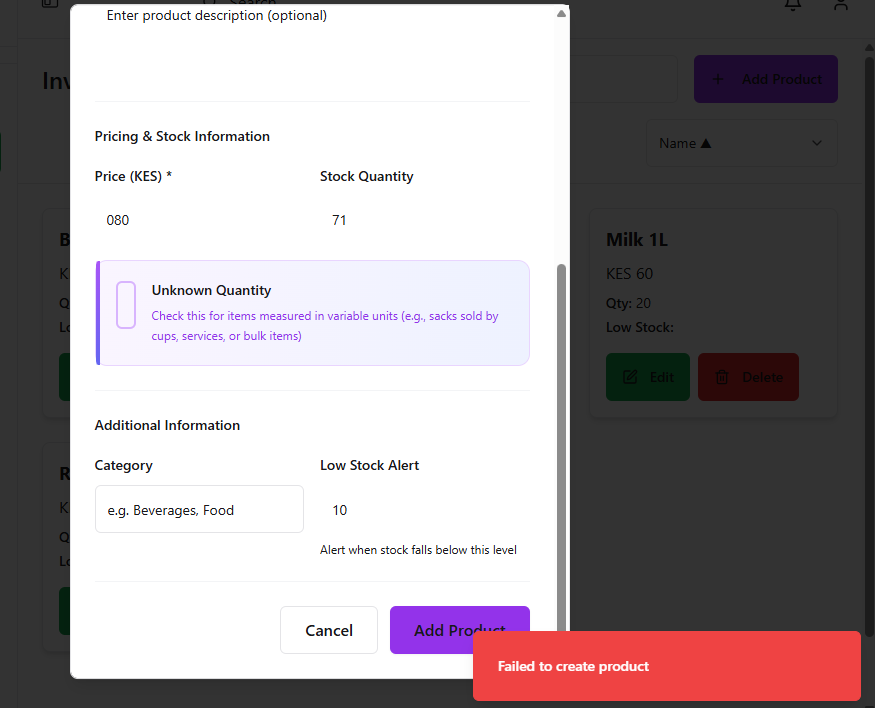 Search
Enter product description (optional)
Inv
+ Add Product
Pricing & Stock Information
Name ▲
Price (KES) *
Stock Quantity
080
71
B
Milk 1L
K
KES 60
Q
Qty: 20
Lo
Low Stock:
Unknown Quantity
Check this for items measured in variable units (e.g., sacks sold by
cups, services, or bulk items)
Edit
Delete
Additional Information
Category
Low Stock Alert
R
K
e.g. Beverages, Food
10
Q
Alert when stock falls below this level
Lo
Cancel
Add Product
Failed to create product